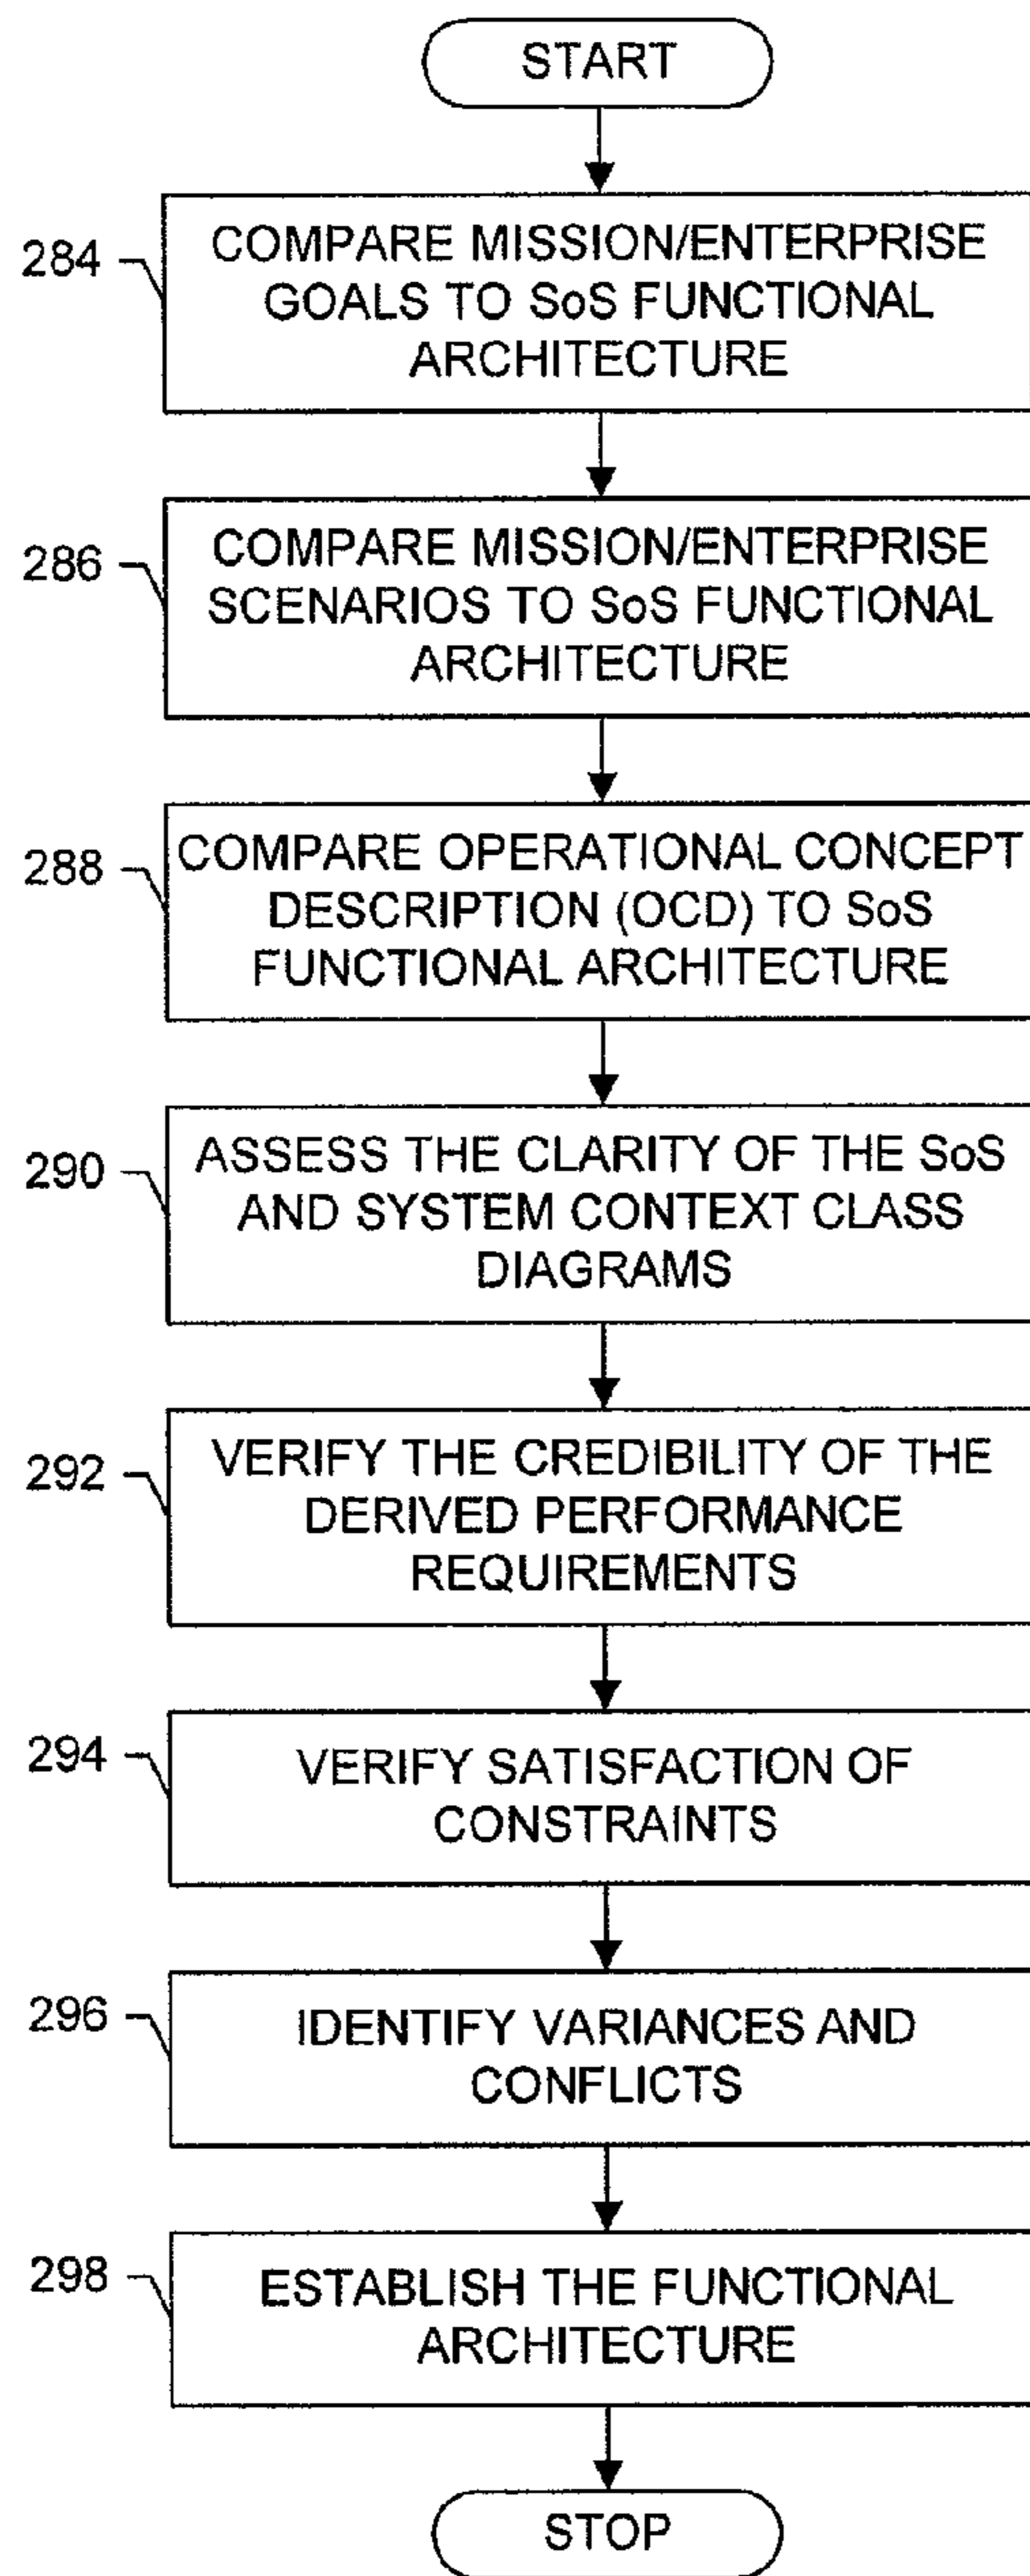 START
284
COMPARE MISSION/ENTERPRISE
GOALS TO SoS FUNCTIONAL
ARCHITECTURE
286
COMPARE MISSION/ENTERPRISE
SCENARIOS TO SoS FUNCTIONAL
ARCHITECTURE
288
COMPARE OPERATIONAL CONCEPT
DESCRIPTION (OCD) TO SoS
FUNCTIONAL ARCHITECTURE
290
ASSESS THE CLARITY OF THE SoS
AND SYSTEM CONTEXT CLASS
DIAGRAMS
292
VERIFY THE CREDIBILITY OF THE
DERIVED PERFORMANCE
REQUIREMENTS
294
VERIFY SATISFACTION OF
CONSTRAINTS
296
IDENTIFY VARIANCES AND
CONFLICTS
298
ESTABLISH THE FUNCTIONAL
ARCHITECTURE
STOP